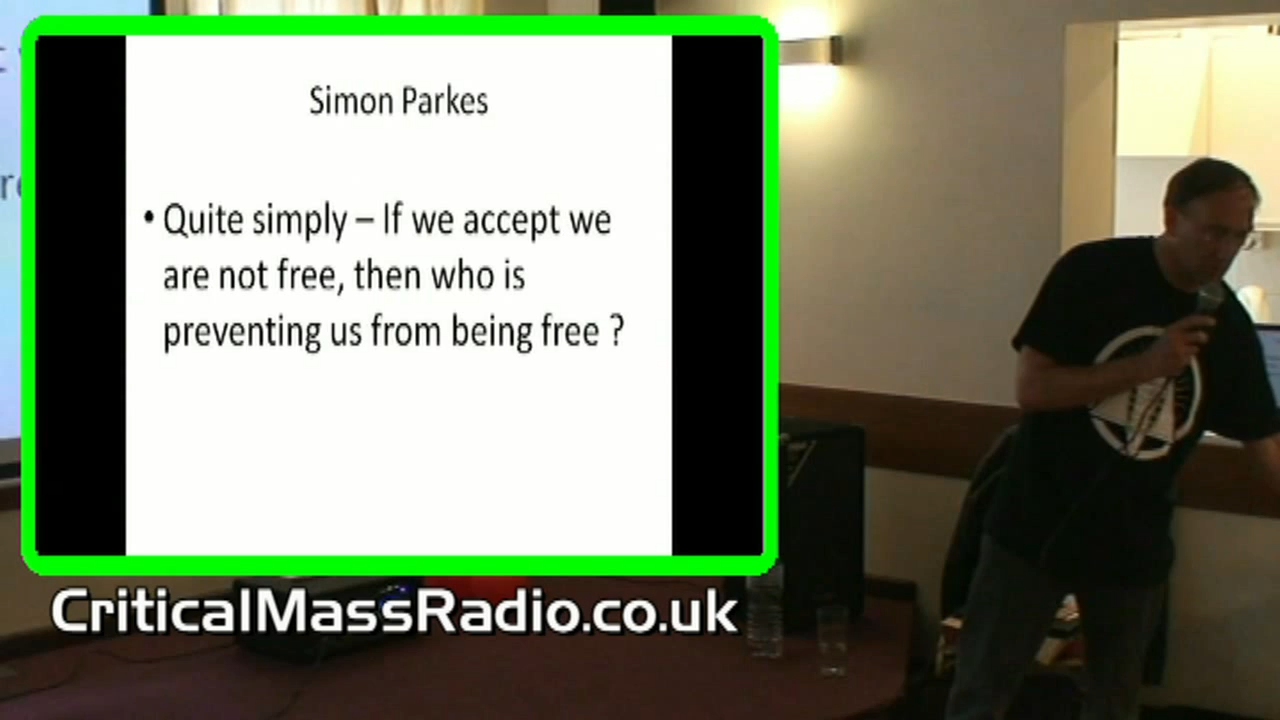 Simon Parkes
• Quite simply – If we accept we
are not free, then who is
preventing us from being free ?
CriticalMassRadio.co.uk